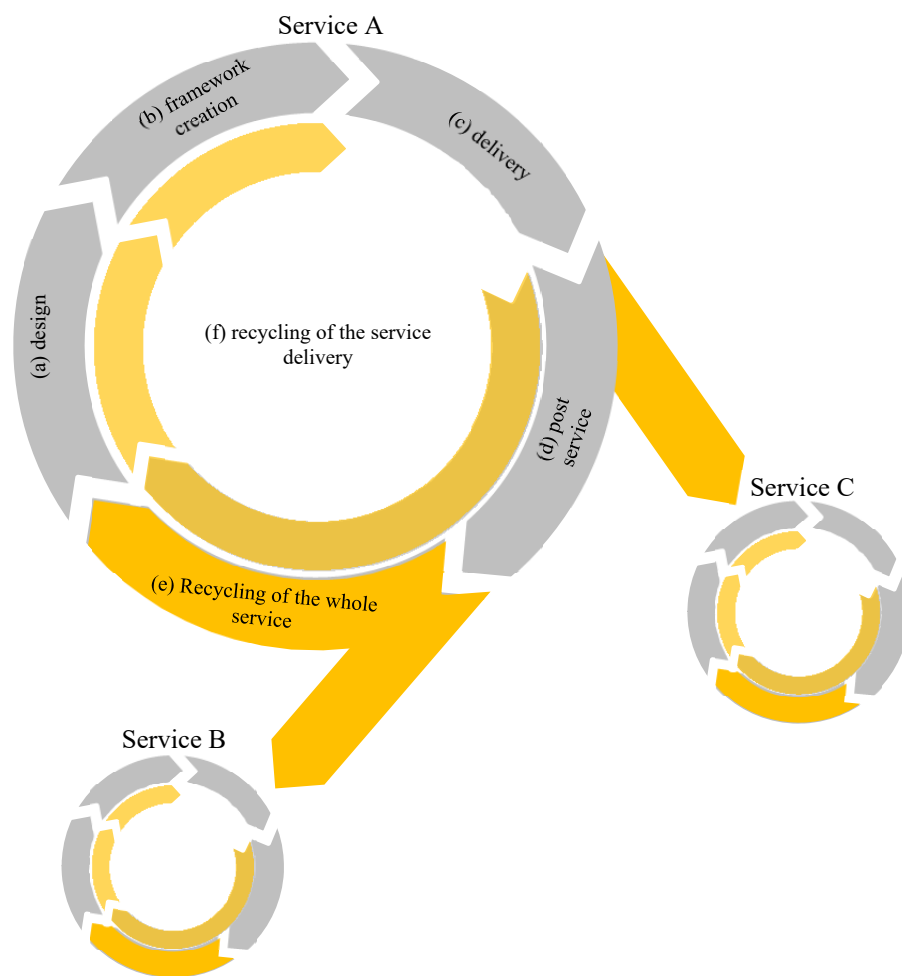 Service A
(b) framework
creation
(c) delivery
(a) design
(f) recycling of the service
delivery
(d) post
service
Service C
(e) Recycling of the whole
service
Service B